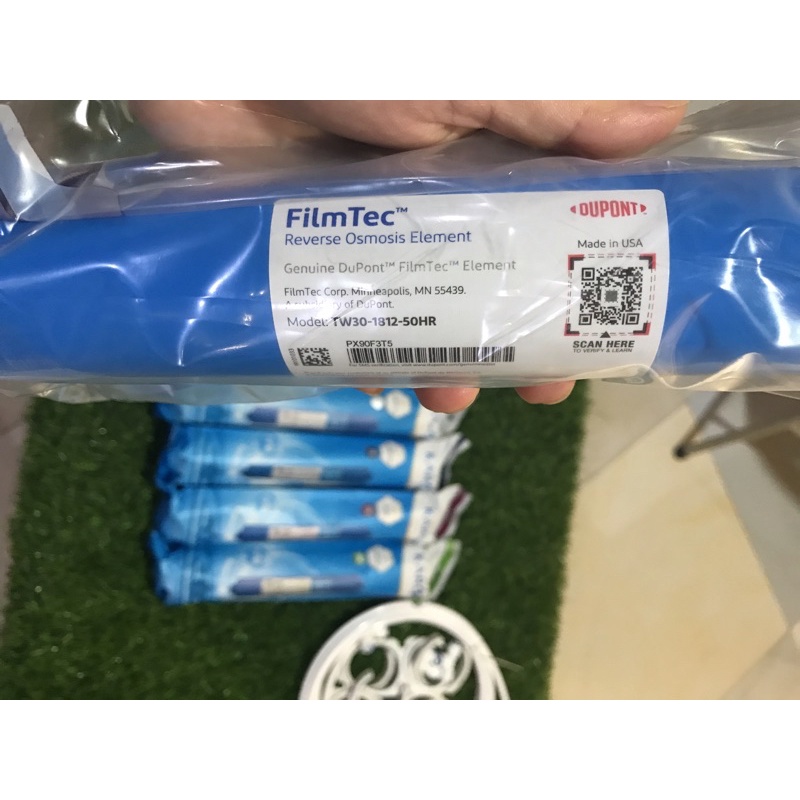 FilmTec™
Reverse Osmosis Element
Genuine DuPont™ FilmTec™ Element
FilmTec Corp. Minneapolis, MN 55439.
A subsidiary of DuPont.
Model: TW30-1812-50HR
PX90F3T5
DUPONT
Made in USA
SCAN HERE
TO VERIFY & LEARN